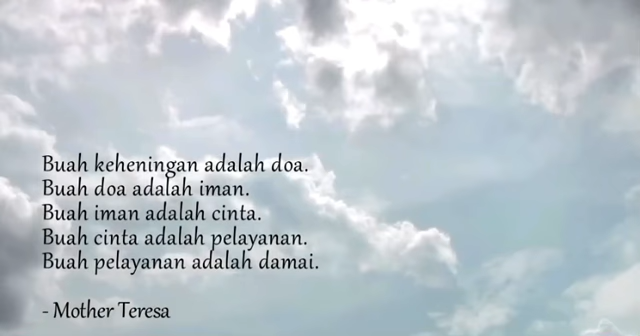 Buah keheningan adalah doa.
Buah doa adalah iman.
Buah iman adalah cinta.
Buah cinta adalah pelayanan.
Buah pelayanan adalah damai.
- Mother Teresa